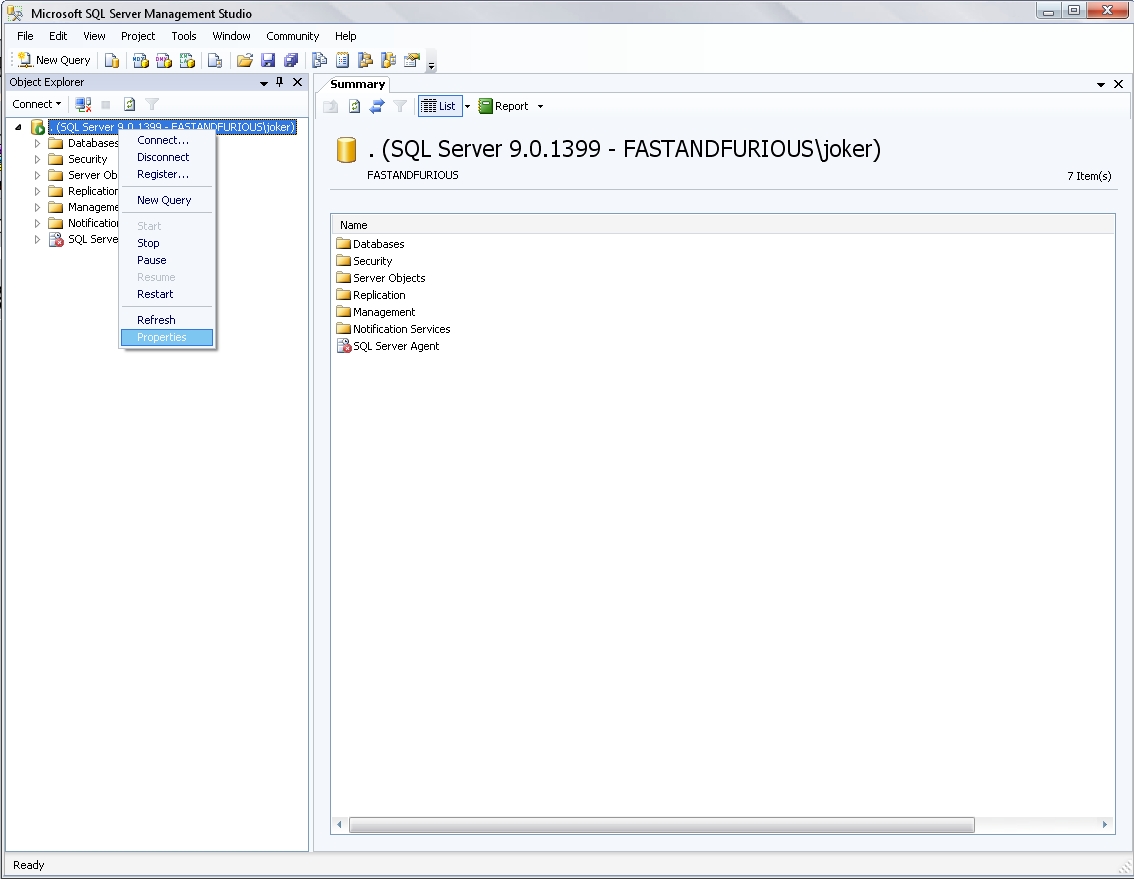 Microsoft SQL Server Management Studio
File Edit View Project Tools Window Community Help
New Query
Object Explorer
Connect
. (SQL Server 9.0.1399 - FASTANDFURIOUS\joker)
Databases
Security
Server Ob
Replication
Manageme
Notification
SQL Serve
Connect...
Disconnect
Register...
New Query
Start
Stop
Pause
Resume
Restart
Refresh
Properties
Summary
List Report
. (SQL Server 9.0.1399 - FASTANDFURIOUS\joker)
FASTANDFURIOUS
7 Item(s)
Name
Databases
Security
Server Objects
Replication
Management
Notification Services
SQL Server Agent
Ready